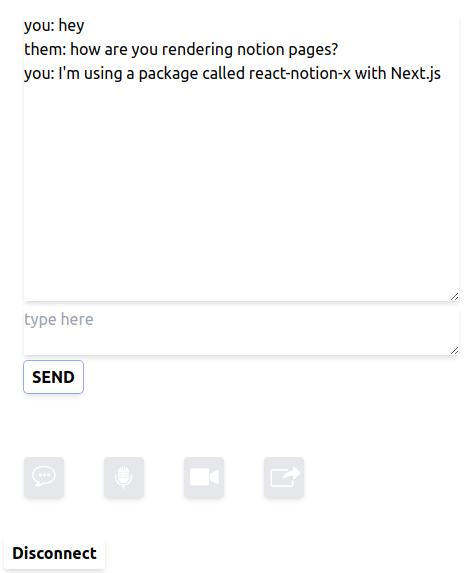 you: hey
them: how are you rendering notion pages?
you: I'm using a package called react-notion-x with Next.js
type here
SEND
Disconnect